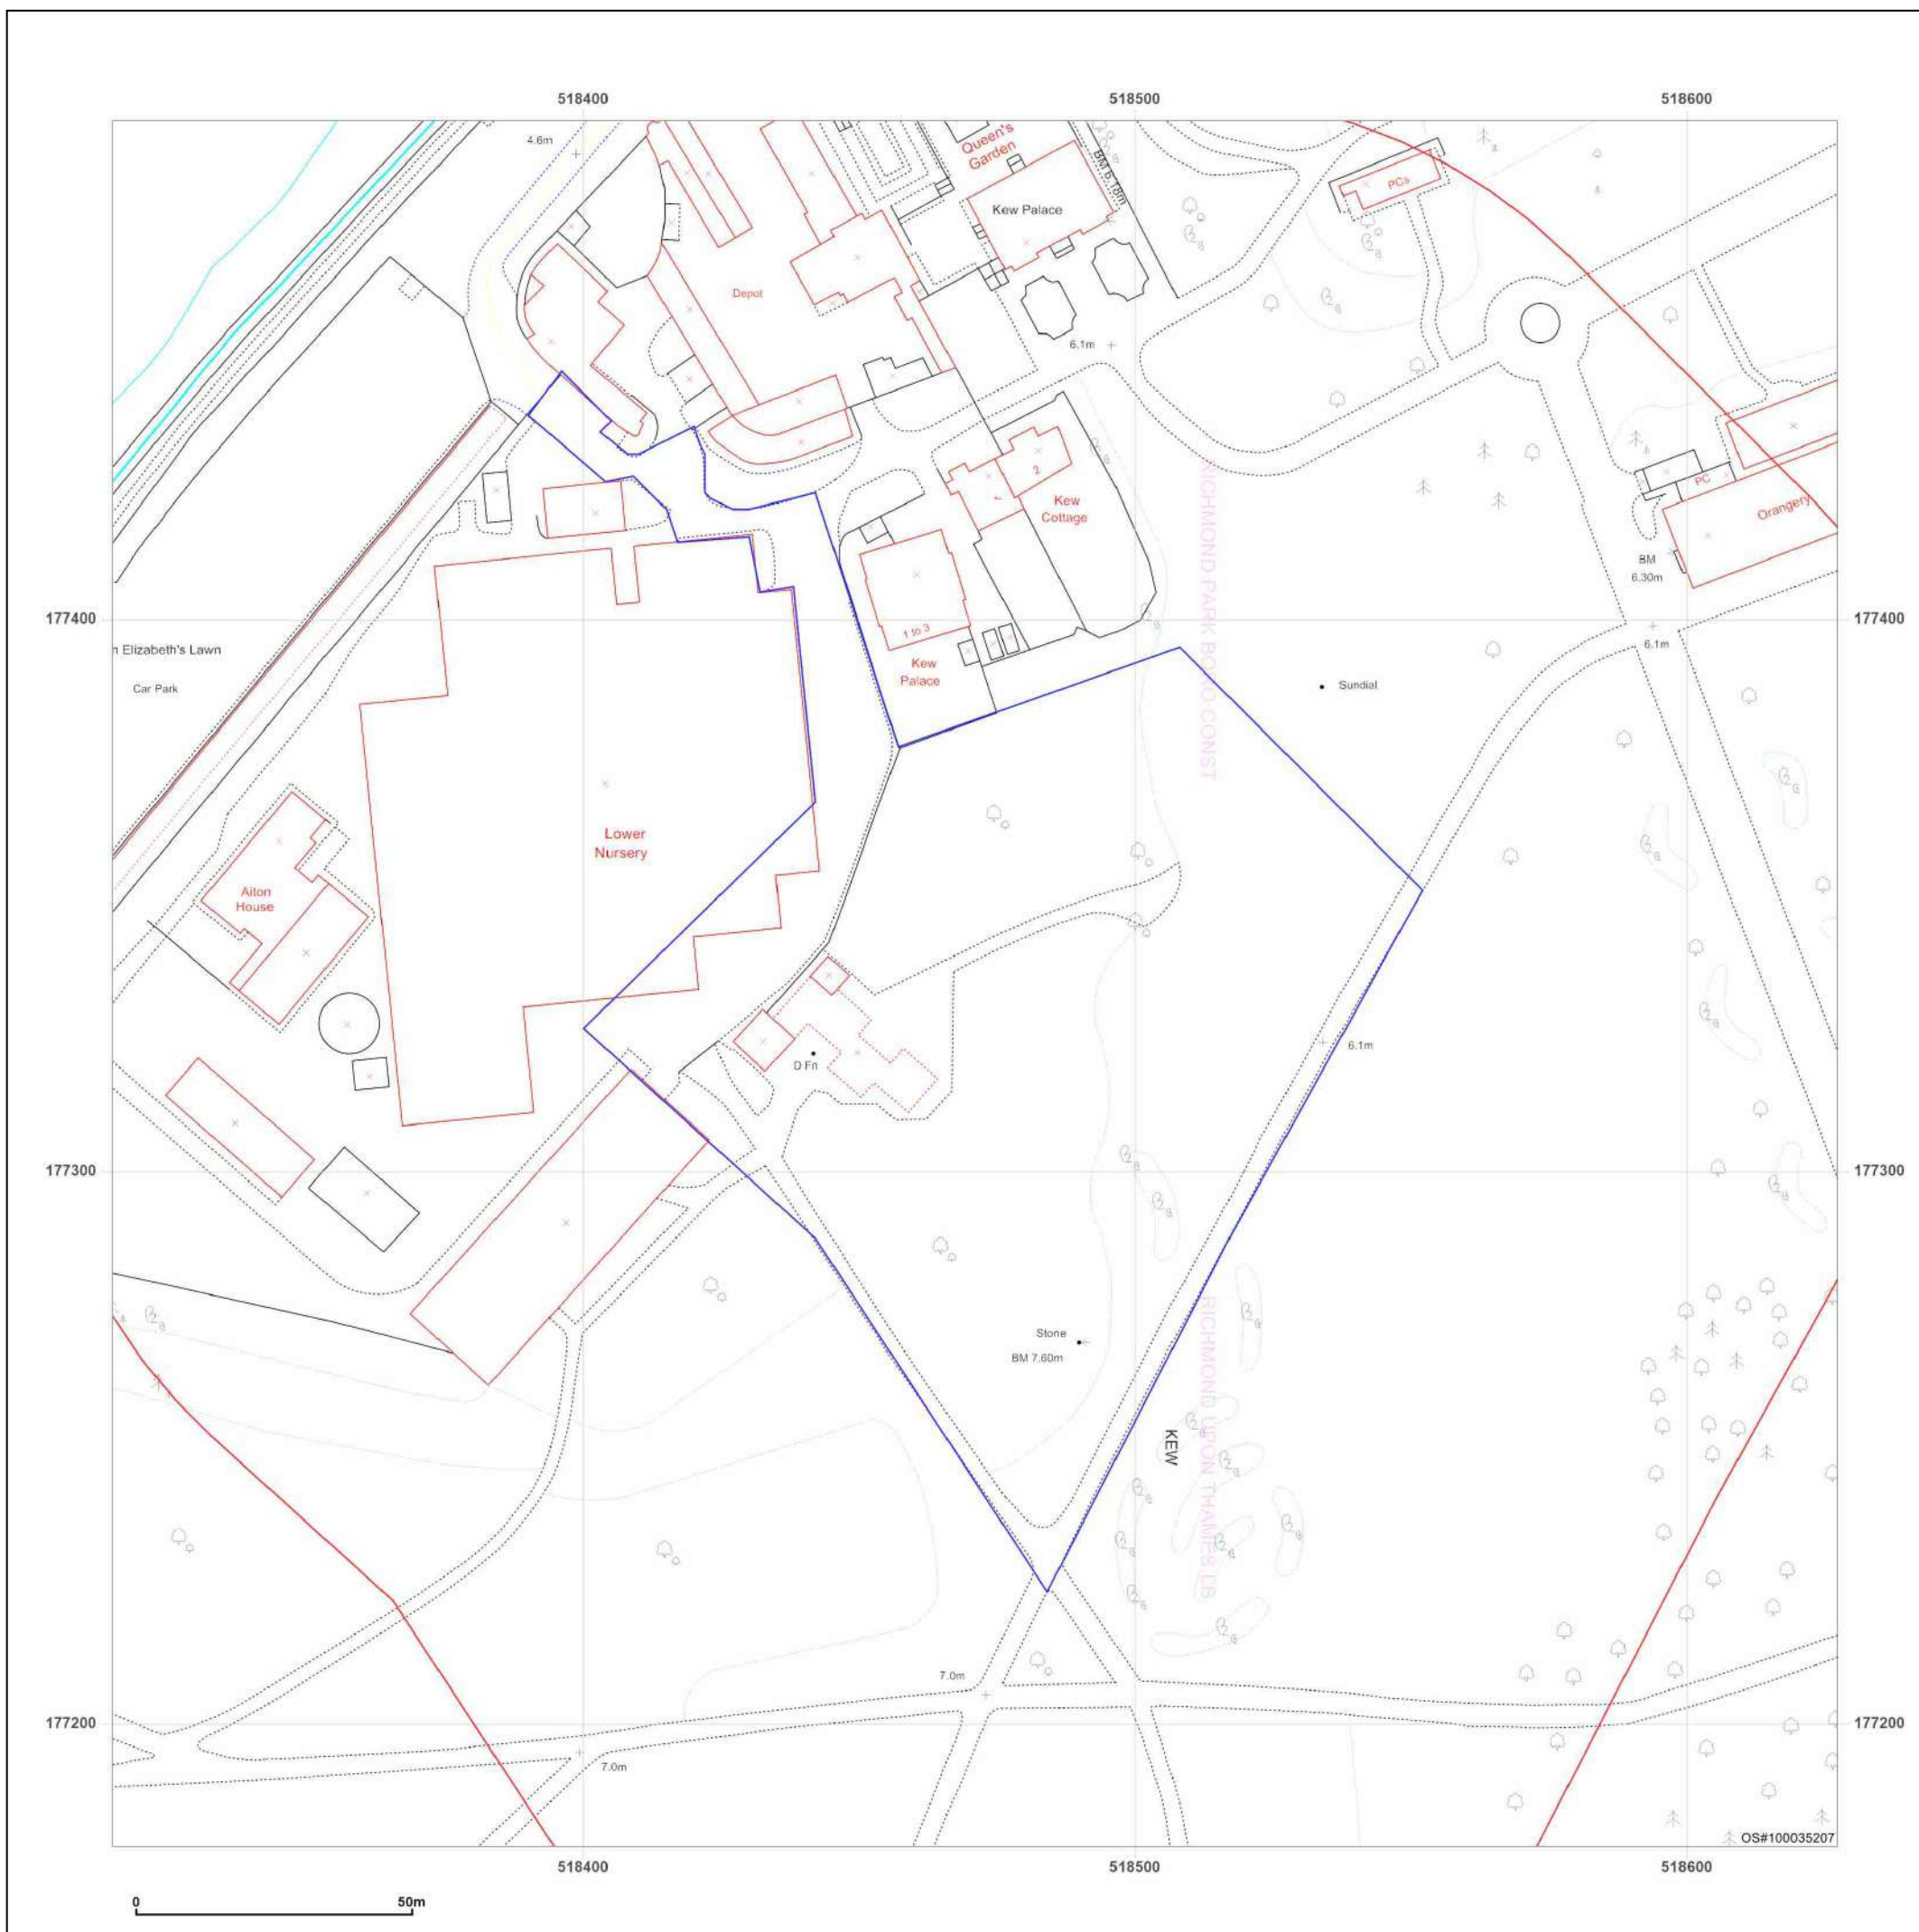 518400
518500
518600
4.6m
Queen's
Garden
BM 6.18m
PCs
Kew Palace
Depot
6.1m
2
1
Kew
Cottage
PC
Orangery
BM
6.30m
177400
177400
6.1m
n Elizabeth's Lawn
Car Park
1 to 3
Kew
Palace
Sundial
RICHMOND PARK BORO CONST
Lower
Nursery
Aiton
House
6.1m
D Fn
177300
177300
Stone
BM 7.60m
KEW
RICHMOND UPON THAMES LB
7.0m
177200
177200
7.0m
OS#100035207
518400
518500
518600
0
50m